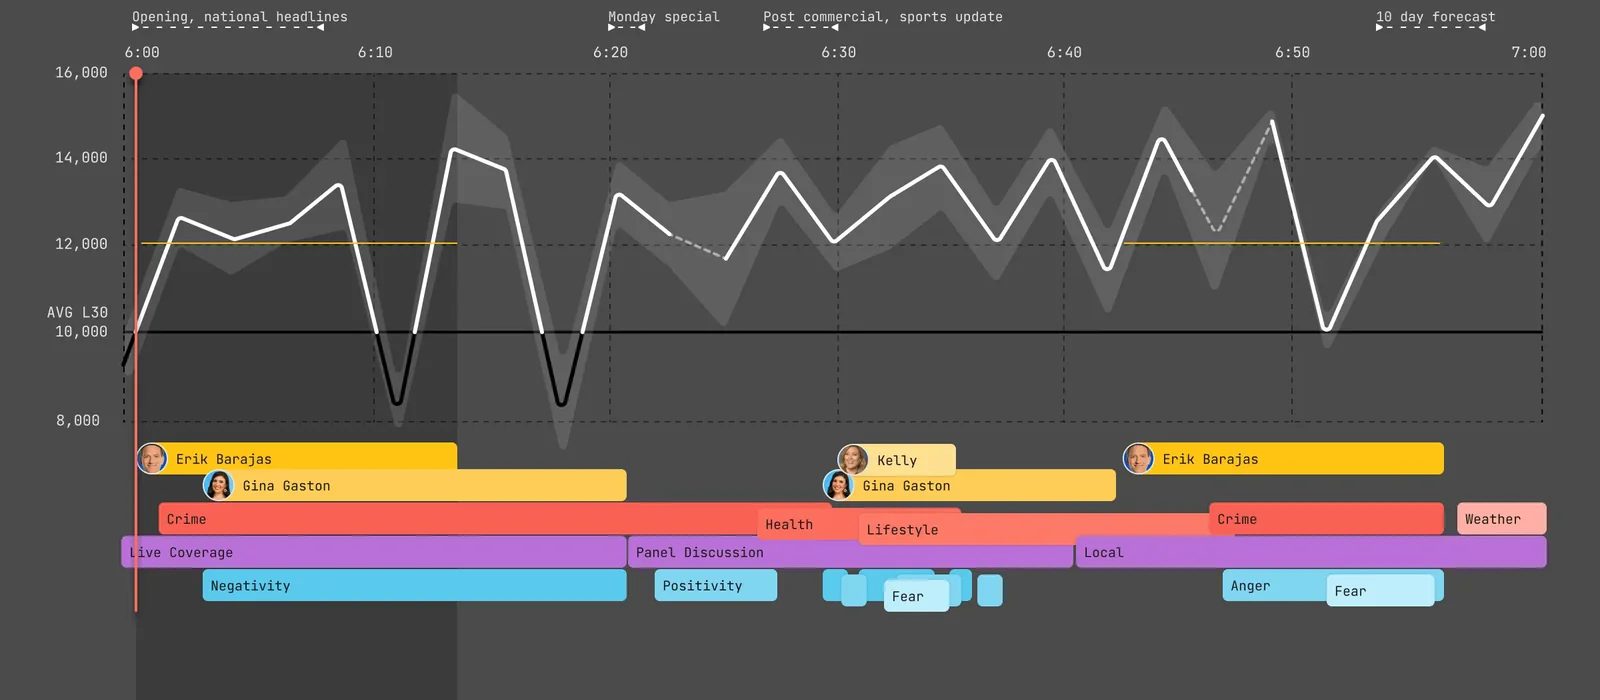 Opening, national headlines
Monday special
Post commercial, sports update
10 day forecast
6:00
6:10
6:20
6:30
6:40
6:50
7:00
16,000
14,000
12,000
AVG L30
10,000
8,000
Erik Barajas
Gina Gaston
Kelly
Gina Gaston
Erik Barajas
Crime
Health
Lifestyle
Crime
Weather
Live Coverage
Panel Discussion
Local
Negativity
Positivity
Fear
Anger
Fear